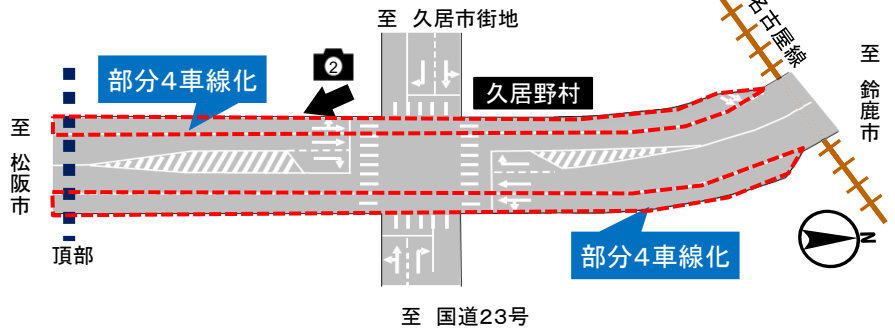 至 久居市街地
名古屋線
②
部分4車線化
久居野村
至 鈴鹿市
至 松阪市
頂部
部分4車線化
N
至 国道23号